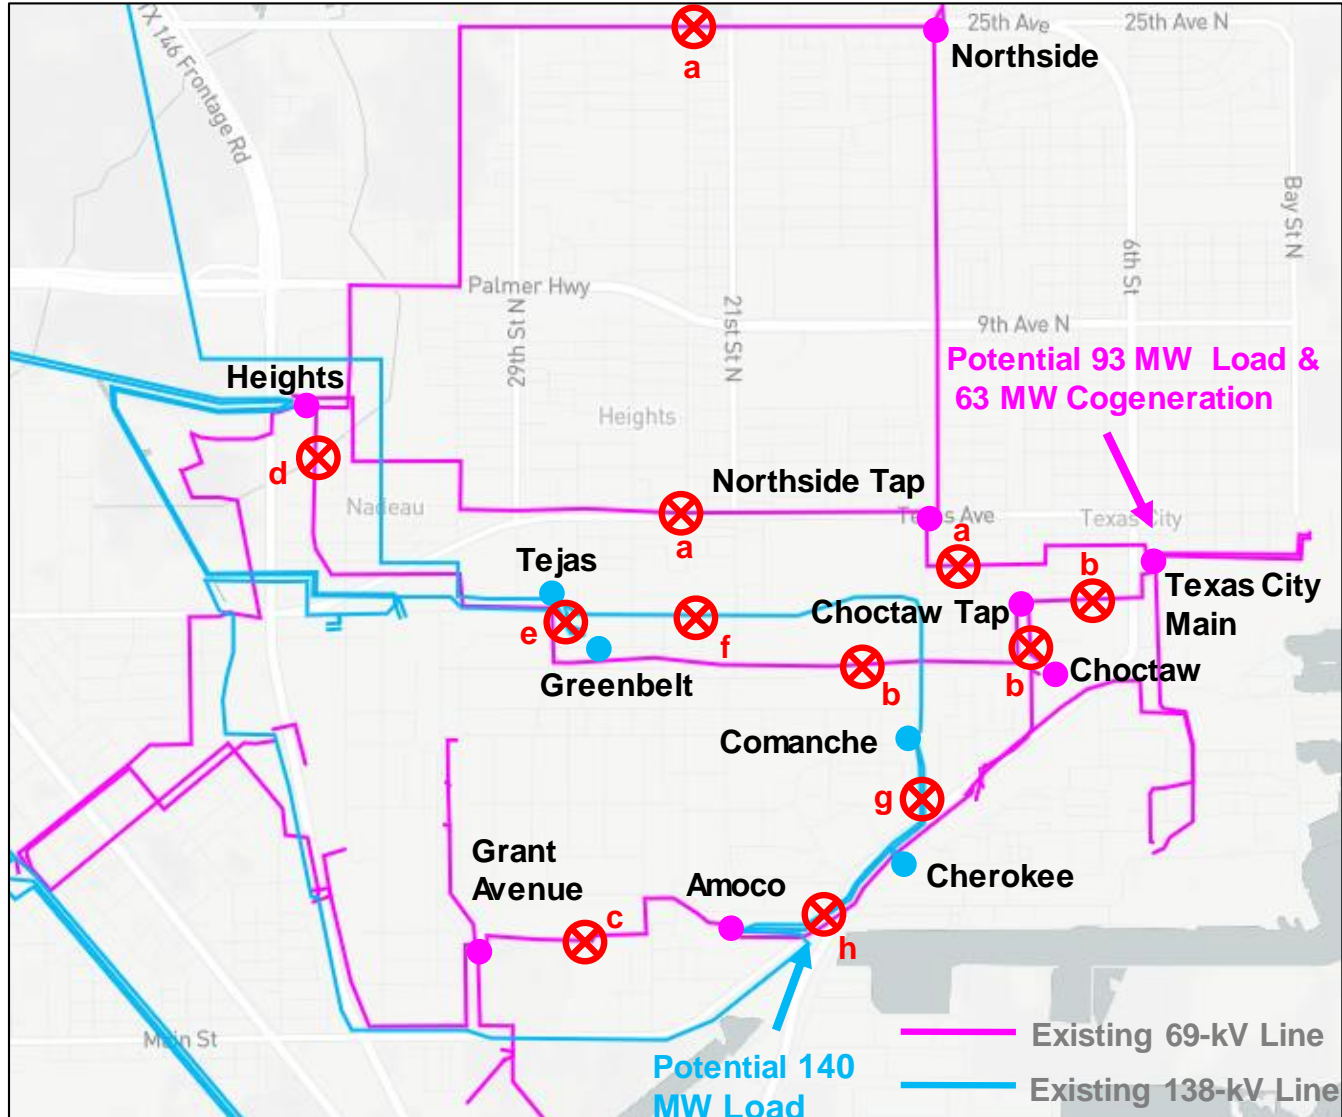 TX 146 Frontage Rd
25th Ave
25th Ave N
a
Northside
Bay St N
6th St
Palmer Hwy
29th St N
21st St N
9th Ave N
Potential 93 MW Load &
63 MW Cogeneration
Heights
Heights
d
Nadeau
Northside Tap
Ave
Texas City
a
a
Tejas
b
Texas City
Main
Choctaw Tap
e
f
Greenbelt
b
b
Choctaw
Comanche
g
Grant
Avenue
Amoco
Cherokee
c
h
Main St
Potential 140
MW Load
Existing 69-kV Line
Existing 138-kV Line